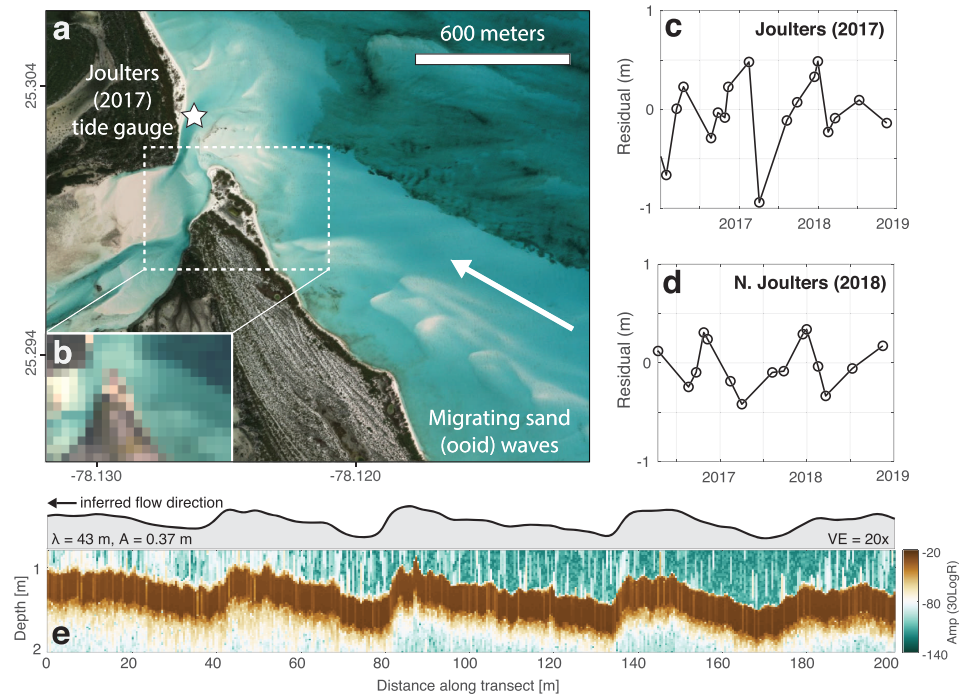 a
600 meters
Joulters
(2017)
tide gauge
25.304
25.294
b
Migrating sand
(ooid) waves
-78.130
-78.120
c
Joulters (2017)
Residual (m)
1
0
-1
2017
2018
2019
d
N. Joulters (2018)
Residual (m)
1
0
-1
2017
2018
2019
inferred flow direction
λ = 43 m, A = 0.37 m
VE = 20x
e
Depth [m]
1
2
0
20
40
60
80
100
120
140
160
180
200
Distance along transect [m]
-20
-80
-140
Amp (30LogR)